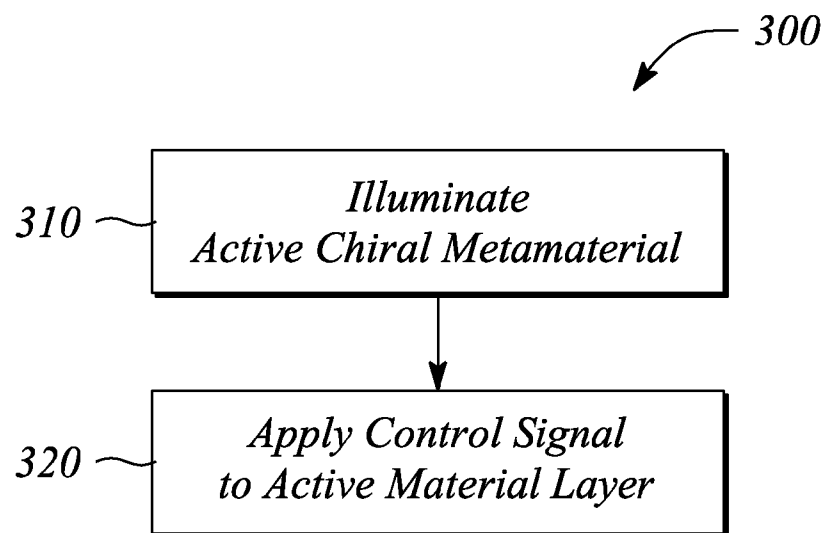 300
310
Illuminate
Active Chiral Metamaterial
320
Apply Control Signal
to Active Material Layer